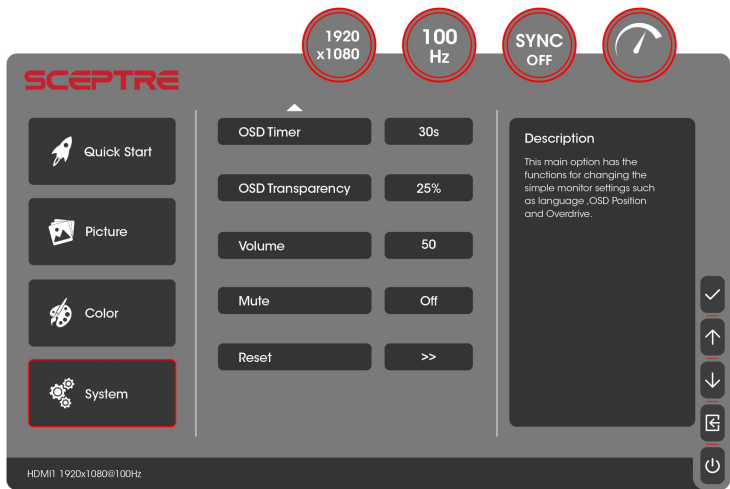 1920
x1080
100
Hz
SYNC
OFF
SCEPTRE
Quick Start
Picture
Color
System
OSD Timer 30s
OSD Transparency 25%
Volume 50
Mute Off
Reset >>
Description
This main option has the
functions for changing the
simple monitor settings such
as language ,OSD Position
and Overdrive.
HDMI1 1920x1080@100Hz